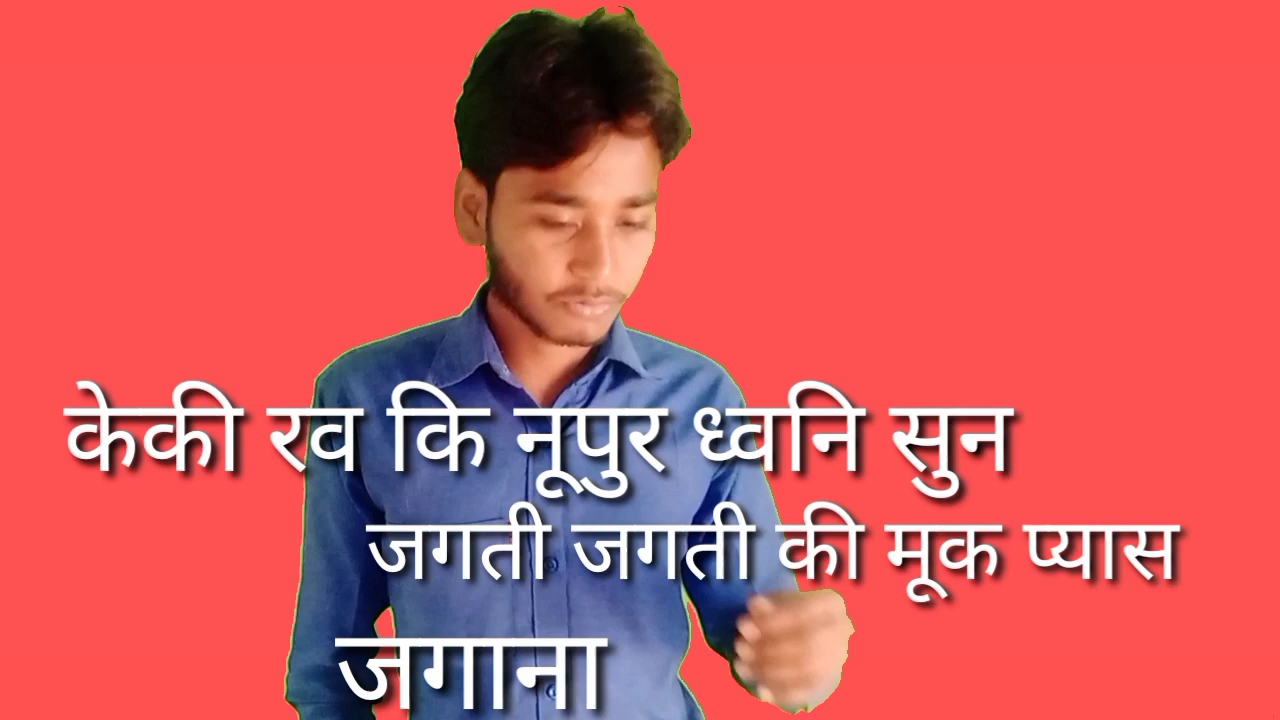 केकी रव कि नूपुर ध्वनि सुन
जगती जगती की मूक प्यास
जगाना